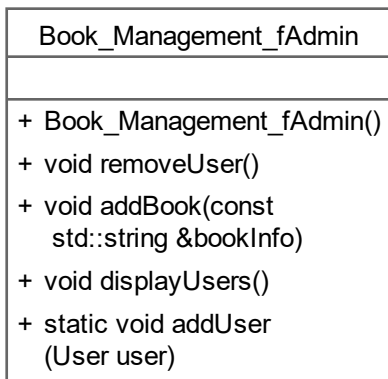 Book_Management_fAdmin
+ Book_Management_fAdmin()
+ void removeUser()
+ void addBook(const
std::string &bookInfo)
+ void displayUsers()
+ static void addUser
(User user)